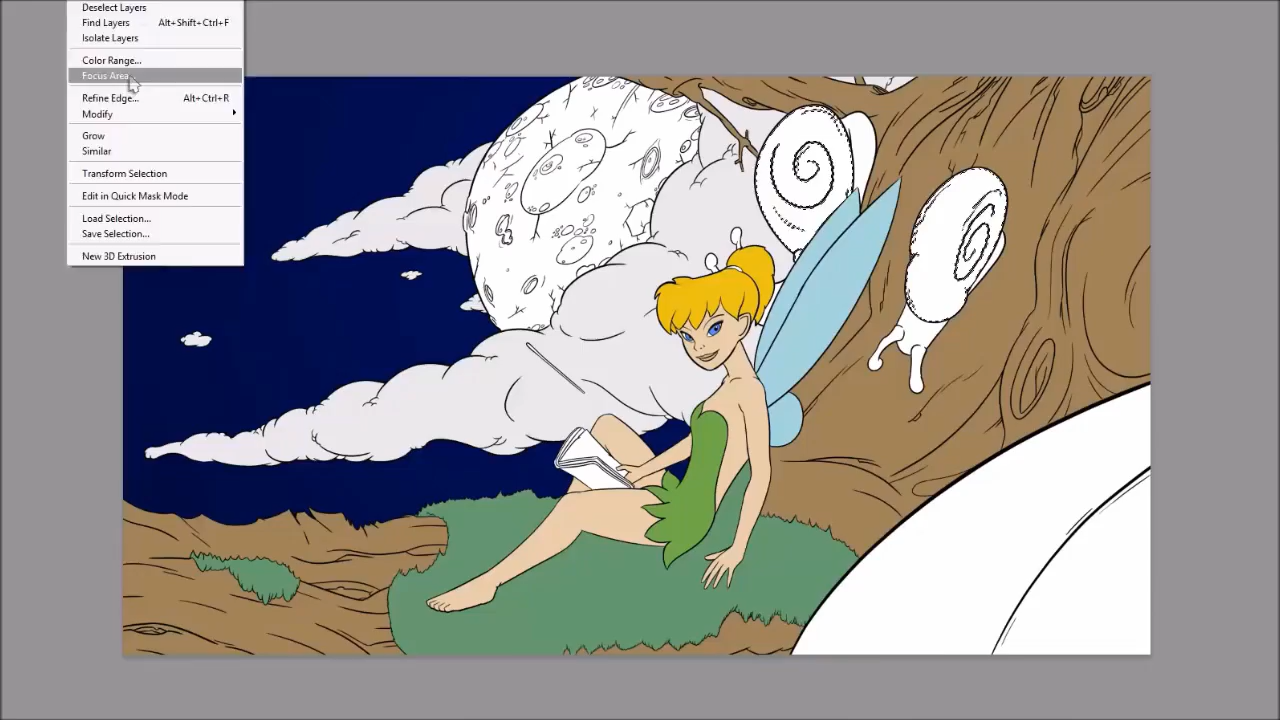 Deselect Layers
Find Layers Alt+Shift+Ctrl+F
Isolate Layers
Color Range...
Focus Area...
Refine Edge... Alt+Ctrl+R
Modify
Grow
Similar
Transform Selection
Edit in Quick Mask Mode
Load Selection...
Save Selection...
New 3D Extrusion